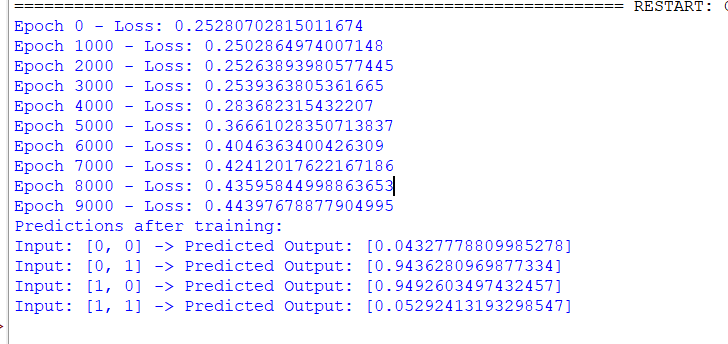 ============================================================= RESTART: 
Epoch 0 - Loss: 0.25280702815011674
Epoch 1000 - Loss: 0.2502864974007148
Epoch 2000 - Loss: 0.25263893980577445
Epoch 3000 - Loss: 0.2539363805361665
Epoch 4000 - Loss: 0.283682315432207
Epoch 5000 - Loss: 0.36661028350713837
Epoch 6000 - Loss: 0.4046363400426309
Epoch 7000 - Loss: 0.42412017622167186
Epoch 8000 - Loss: 0.43595844998863653
Epoch 9000 - Loss: 0.44397678877904995
Predictions after training:
Input: [0, 0] -> Predicted Output: [0.04327778809985278]
Input: [0, 1] -> Predicted Output: [0.9436280969877334]
Input: [1, 0] -> Predicted Output: [0.9492603497432457]
Input: [1, 1] -> Predicted Output: [0.05292413193298547]